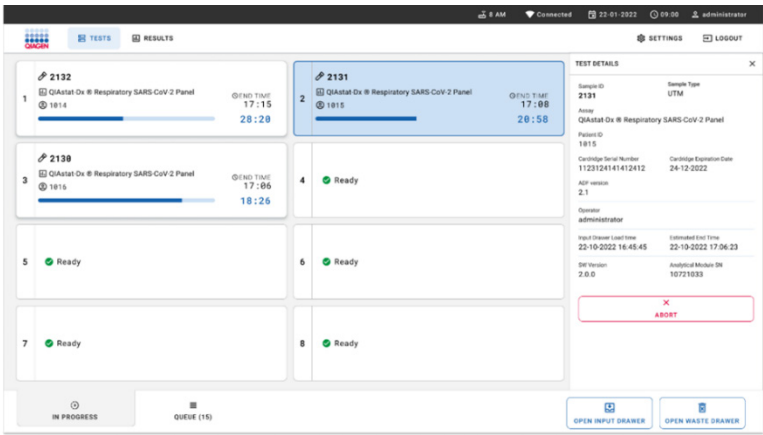 8 AM Connected 22-01-2022 09:00 administrator
QIAGEN TESTS RESULTS SETTINGS LOGOUT
1
2132
QIAstat-Dx ® Respiratory SARS-CoV-2 Panel
1014
END TIME
17:15
28:20
2
2131
QIAstat-Dx ® Respiratory SARS-CoV-2 Panel
1015
END TIME
17:08
20:58
3
2130
QIAstat-Dx ® Respiratory SARS-CoV-2 Panel
1016
END TIME
17:06
18:26
4 Ready
5 Ready
6 Ready
7 Ready
8 Ready
TEST DETAILS
Sample ID Sample Type
2131 UTM
Assay
QIAstat-Dx ® Respiratory SARS-CoV-2 Panel
Patient ID
1015
Cardridge Serial Number Cardridge Expiration Date
1123124141412412 24-12-2022
ADF version
2.1
Operator
administrator
Input Drawer Load time Estimated End Time
22-10-2022 16:45:45 22-10-2022 17:06:23
SW Version Analytical Module SN
2.0.0 10721033
ABORT
IN PROGRESS QUEUE (15)
OPEN INPUT DRAWER OPEN WASTE DRAWER